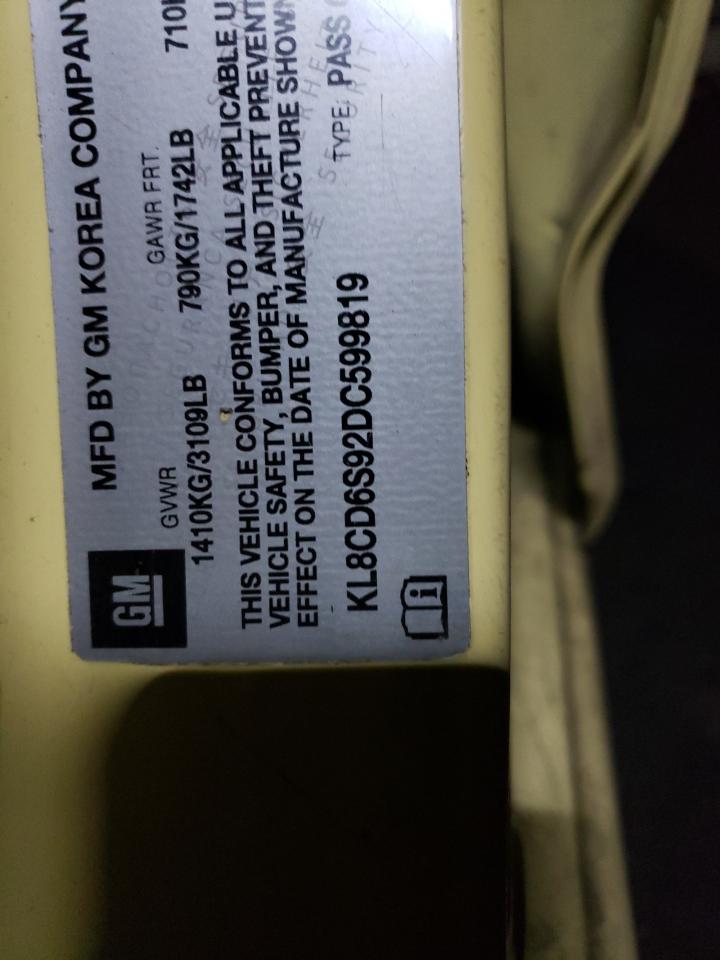 GM
MFD BY GM KOREA COMPANY
GVWR GAWR FRT.
1410KG/3109LB 790KG/1742LB 710
THIS VEHICLE CONFORMS TO ALL APPLICABLE U
VEHICLE SAFETY, BUMPER, AND THEFT PREVENT
EFFECT ON THE DATE OF MANUFACTURE SHOWN
KL8CD6S92DC599819 TYPE: PASS